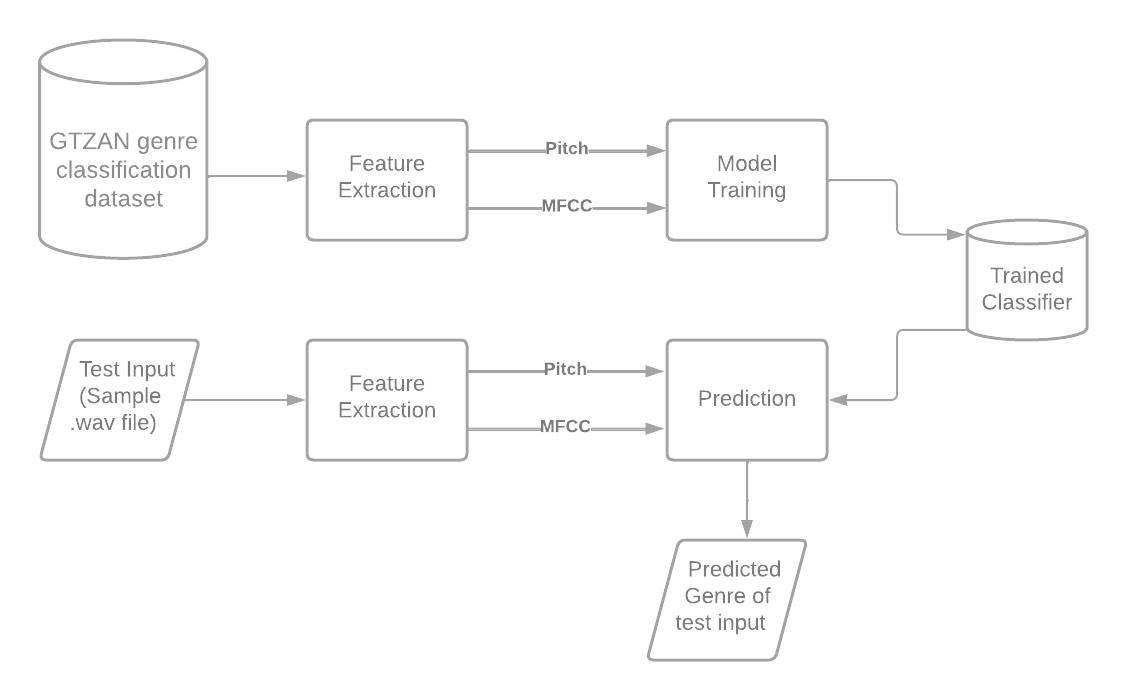 GTZAN genre
classification
dataset
Feature
Extraction
Pitch
MFCC
Model
Training
Trained
Classifier
Test Input
(Sample
.wav file)
Feature
Extraction
Pitch
MFCC
Prediction
Predicted
Genre of
test input